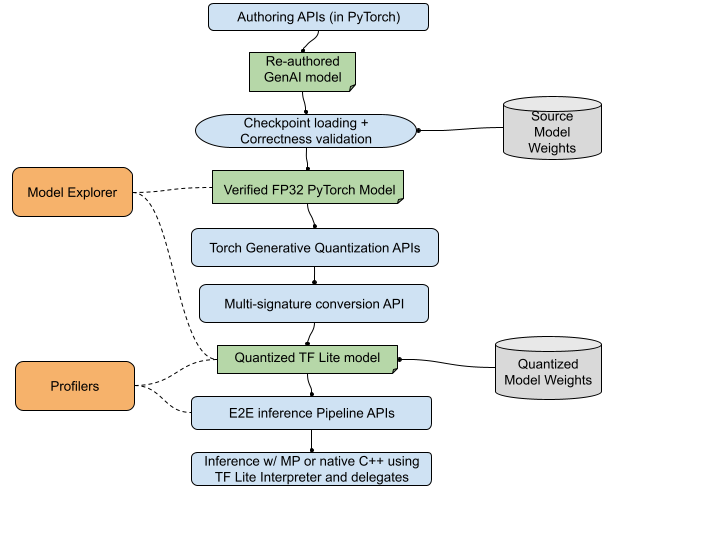 Authoring APIs (in PyTorch)
Re-authored
GenAI model
Checkpoint loading +
Correctness validation
Source
Model
Weights
Model Explorer
Verified FP32 PyTorch Model
Torch Generative Quantization APIs
Multi-signature conversion API
Quantized TF Lite model
Quantized
Model Weights
Profilers
E2E inference Pipeline APIs
Inference w/ MP or native C++ using
TF Lite Interpreter and delegates